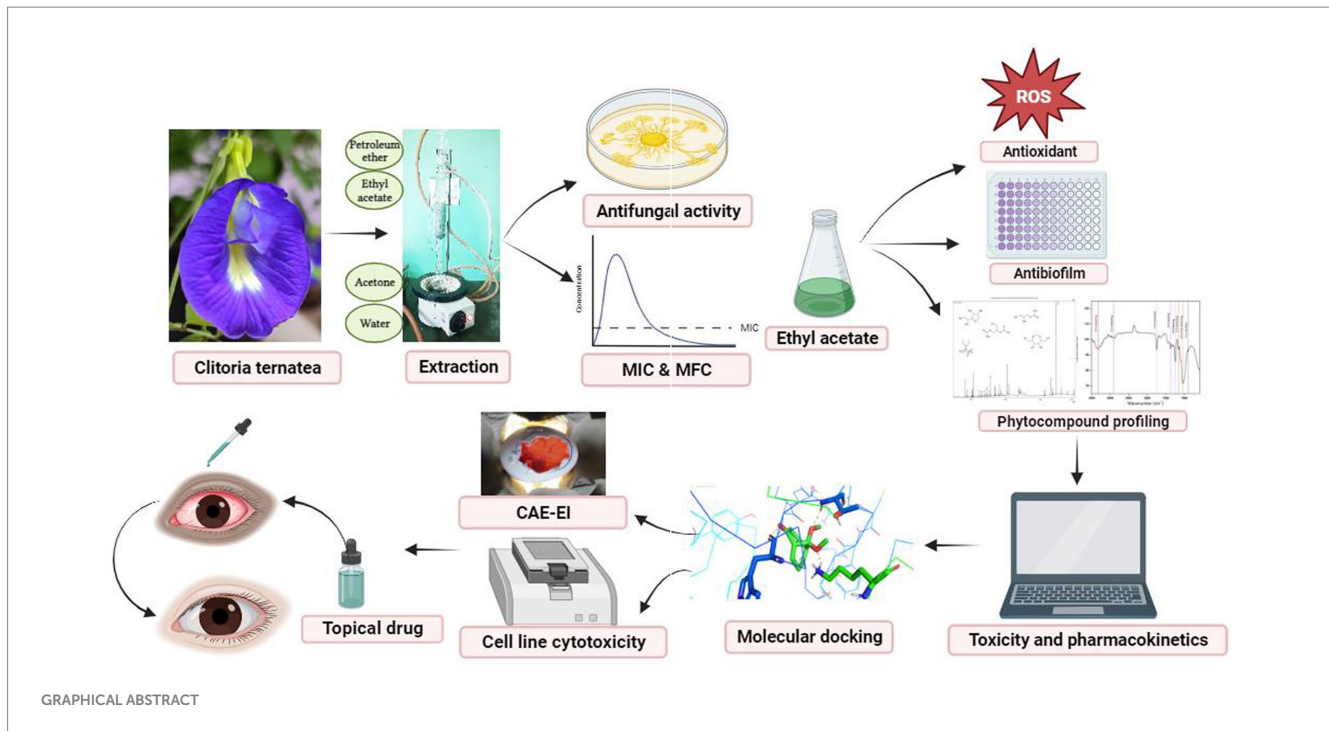 Petroleum
ether
Ethyl
acetate
Acetone
Water
Clitoria ternatea
Extraction
Antifungal activity
Concentration
MIC
MIC & MFC
Ethyl acetate
ROS
Antioxidant
Antibiofilm
Phytocompound profiling
Toxicity and pharmacokinetics
Molecular docking
CAE-EI
Cell line cytotoxicity
Topical drug
GRAPHICAL ABSTRACT